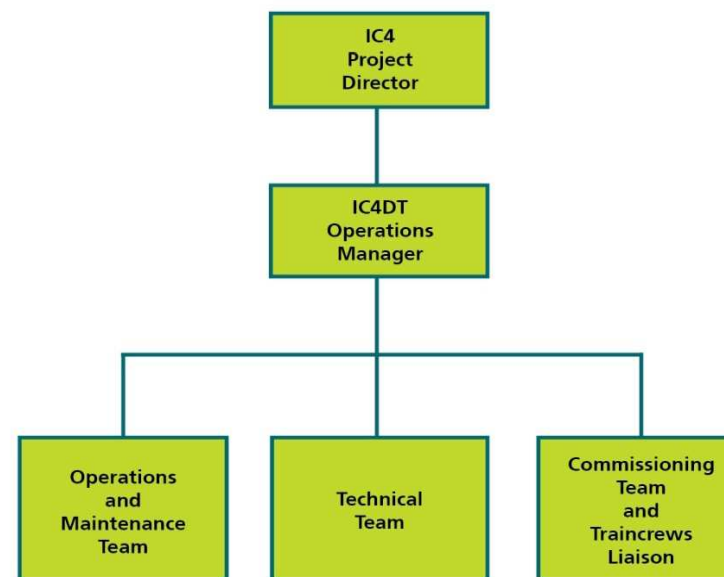 IC4
Project
Director
IC4DT
Operations
Manager
Operations
and
Maintenance
Team
Technical
Team
Commissioning
Team
and
Traincrews
Liaison